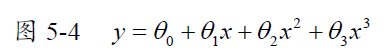 图 5-4 y = θ₀ + θ₁x + θ₂x² + θ₃x³